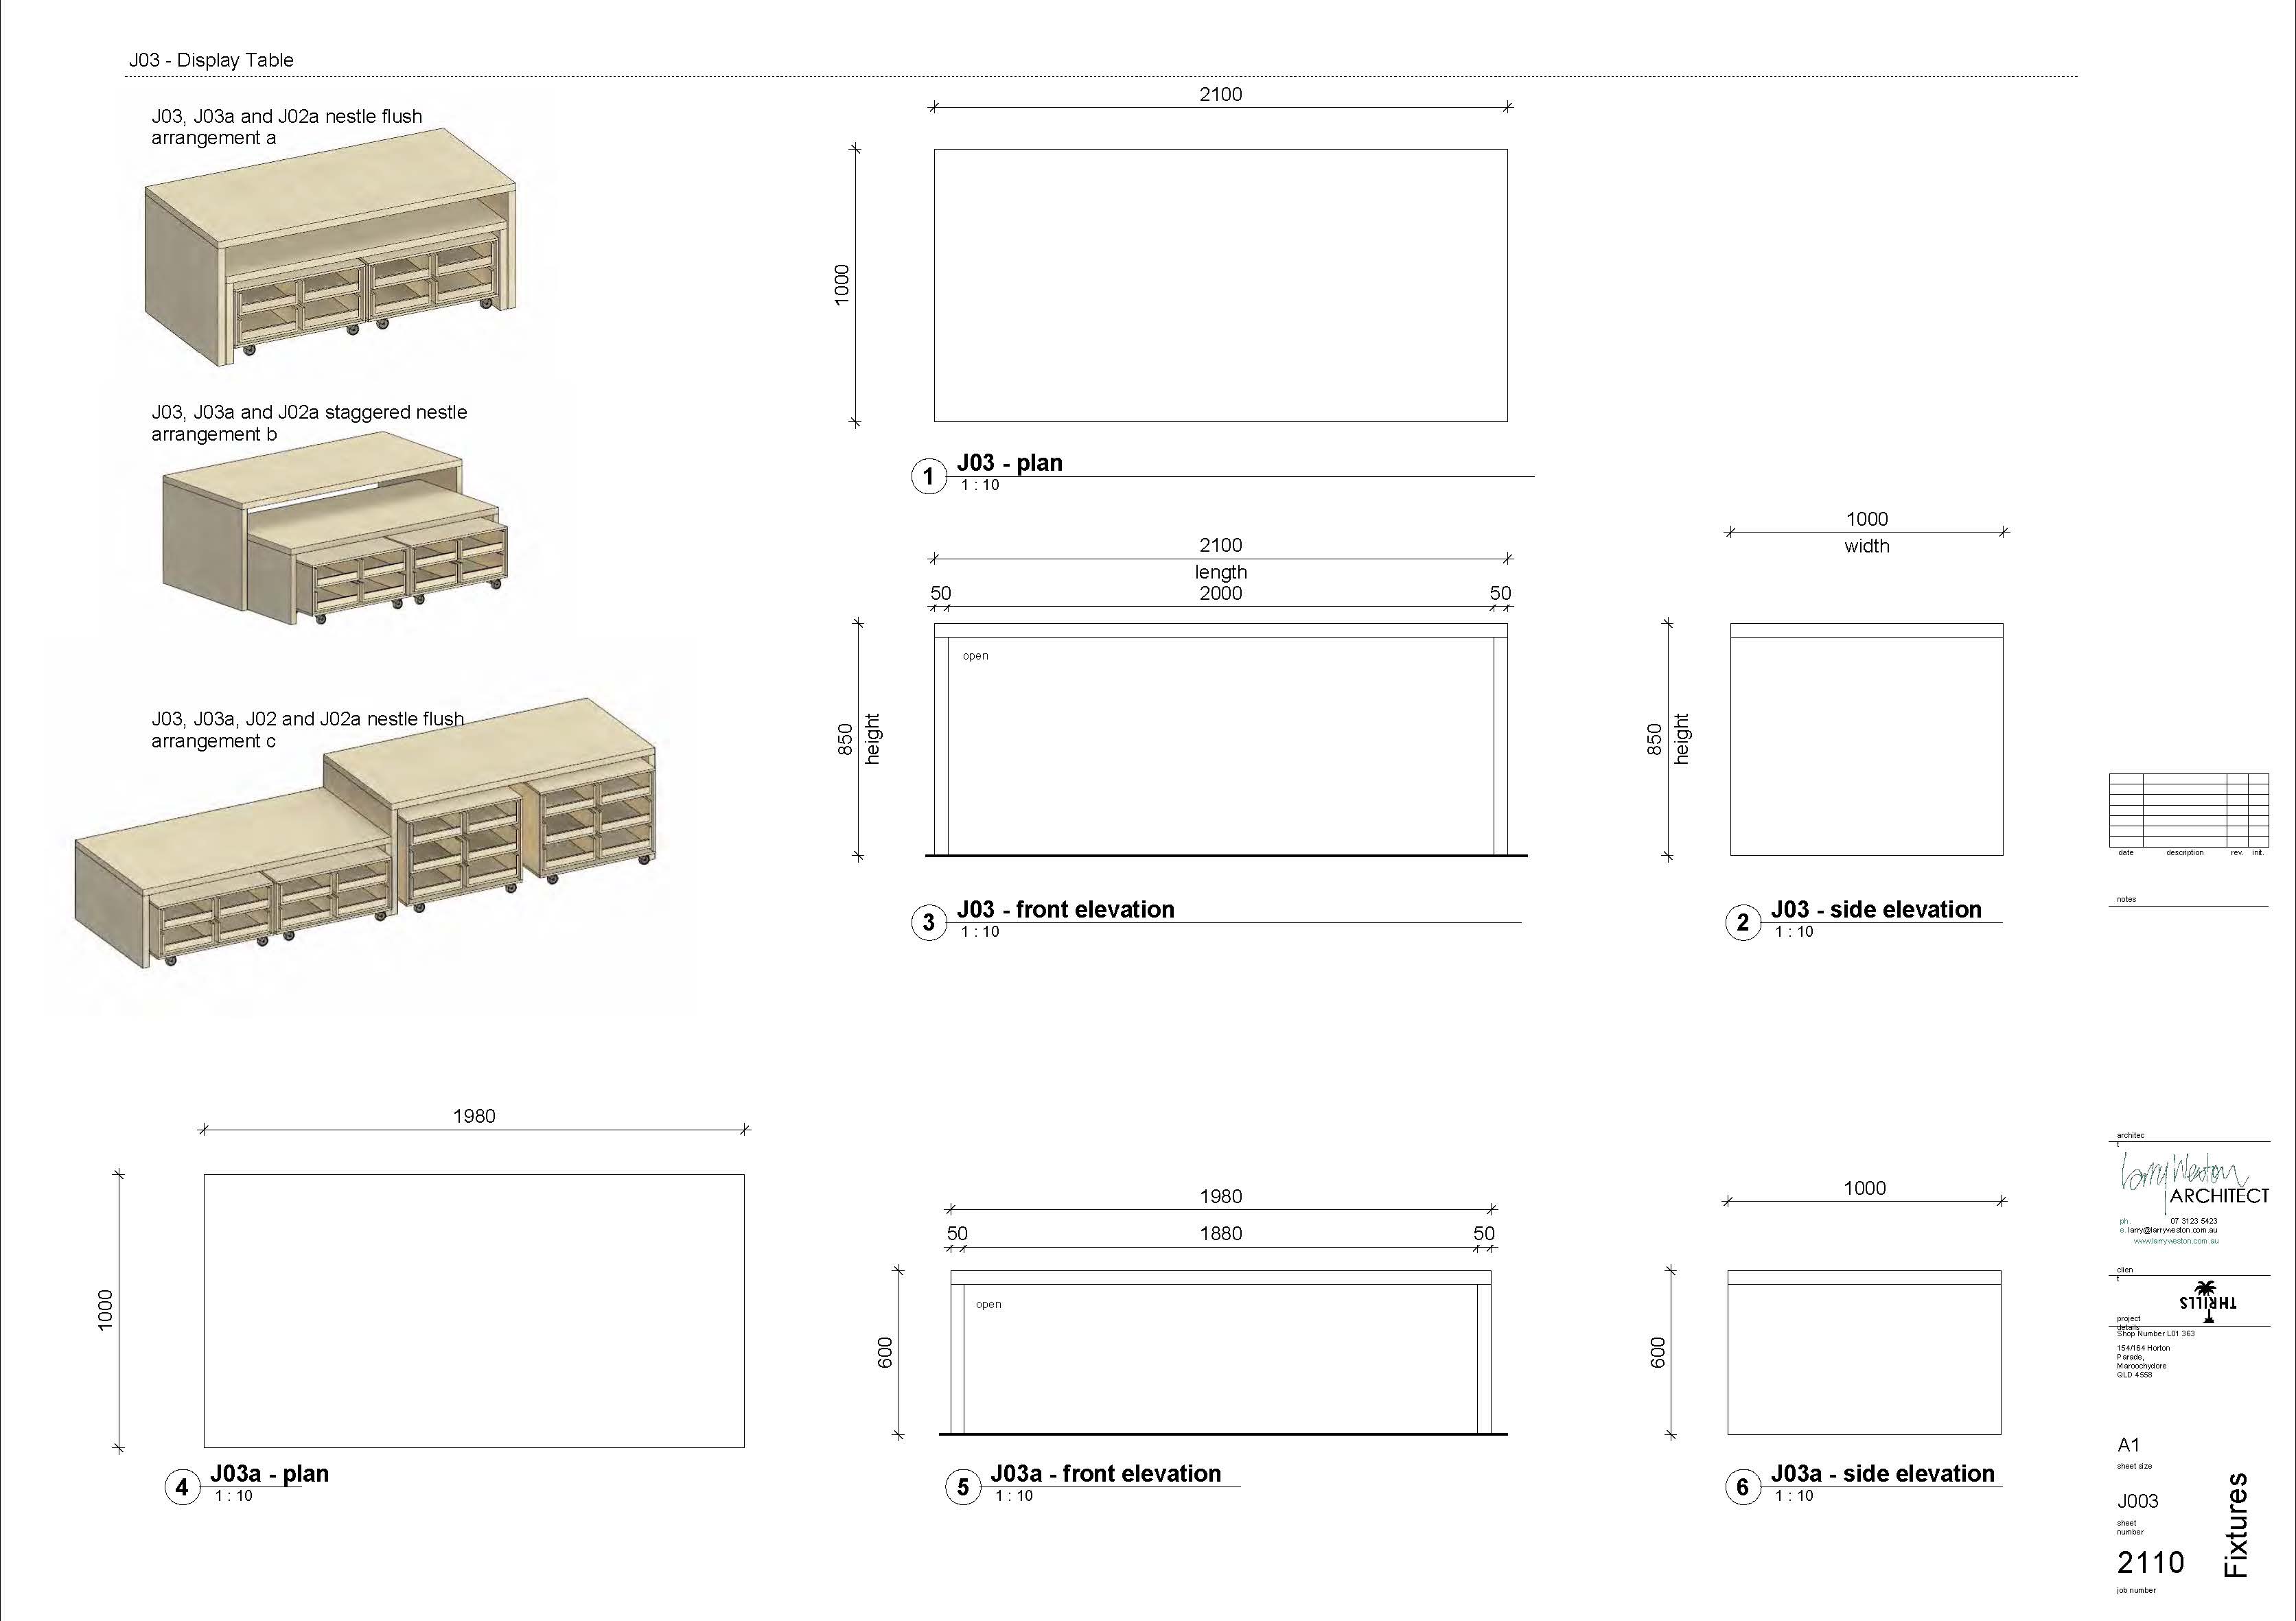 J03 - Display Table
J03, J03a and J02a nestle flush
arrangement a
J03, J03a and J02a staggered nestle
arrangement b
J03, J03a, J02 and J02a nestle flush
arrangement c
2100
1000
1 J03 - plan
1 : 10
2100
length
50 2000 50
open
850
height
3 J03 - front elevation
1 : 10
1000
width
850
height
2 J03 - side elevation
1 : 10
1980
1000
4 J03a - plan
1 : 10
1980
50 1880 50
open
600
5 J03a - front elevation
1 : 10
1000
600
6 J03a - side elevation
1 : 10
date description rev. init.
notes
architec
t
Larry Weston
ARCHITECT
ph. 07 3123 5423
e. larry@larryweston.com.au
www.larryweston.com.au
clien
t
THRILLS
project
details
Shop Number L01 363
154/164 Horton
Parade,
Maroochydore
QLD 4558
A1
sheet size
J003
sheet
number
2110
job number
Fixtures